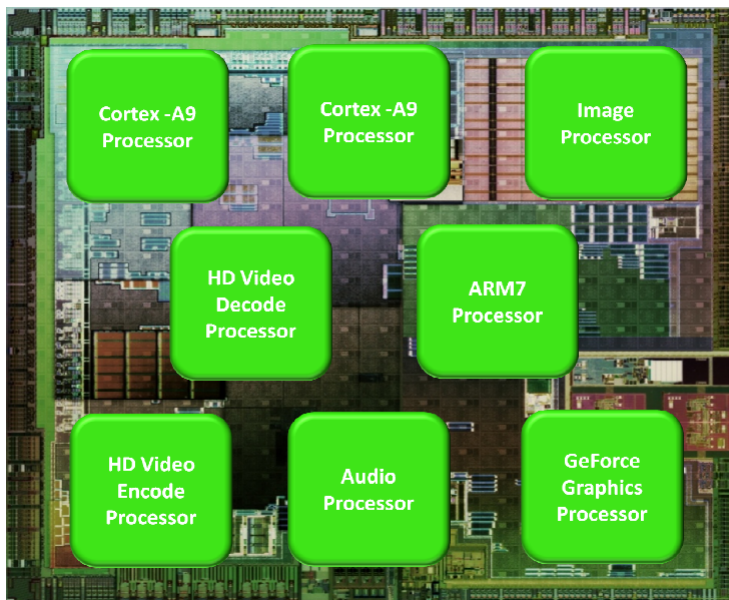 Cortex -A9
Processor
Cortex -A9
Processor
Image
Processor
HD Video
Decode
Processor
ARM7
Processor
HD Video
Encode
Processor
Audio
Processor
GeForce
Graphics
Processor